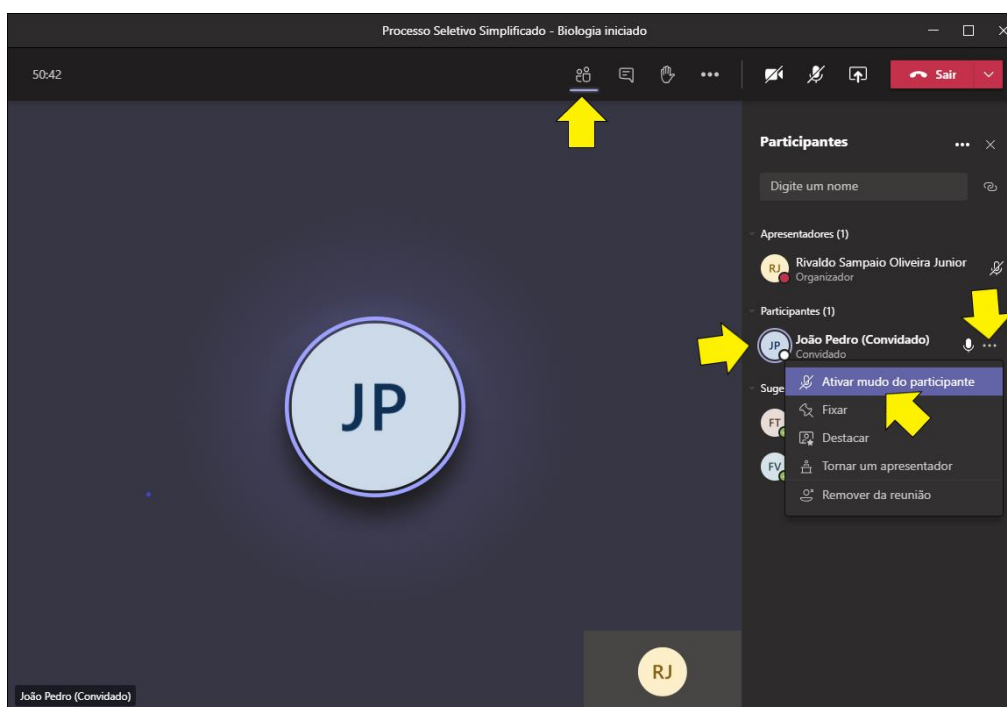 Processo Seletivo Simplificado - Biologia iniciado
50:42
Sair
Participantes
Digite um nome
Apresentadores (1)
RJ
Rivaldo Sampaio Oliveira Junior
Organizador
Participantes (1)
JP
João Pedro (Convidado)
Convidado
Suge
Ativar mudo do participante
Fixar
FT
Destacar
FV
Tornar um apresentador
Remover da reunião
JP
RJ
João Pedro (Convidado)